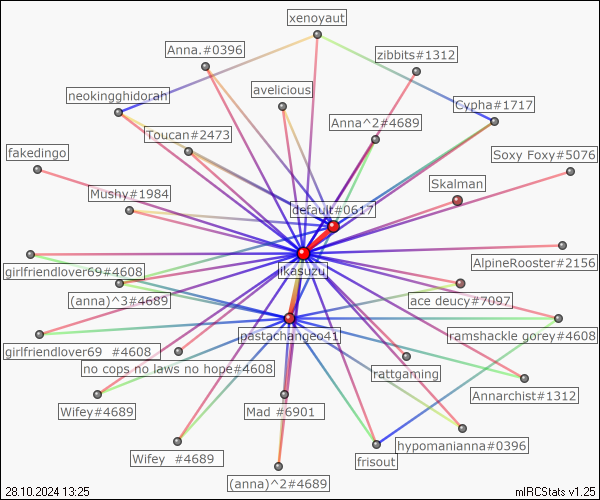 xenoyaut
Anna.#0396
zibbits#1312
neokingghidorah
avelicious
Cypha#1717
Toucan#2473
Anna^2#4689
fakedingo
Soxy Foxy#5076
Mushy#1984
Skalman
default#0617
ikasuzu
AlpineRooster#2156
girlfriendlover69#4608
(anna)^3#4689
ace deucy#7097
pastachangeo41
ranshackle gorey#4608
girlfriendlover69 #4608
no cops no laws no hope#4608
rattgaming
Annarchist#1312
Wifey#4689
Mad #6901
hypomanianna#0396
Wifey #4689
frisout
(anna)^2#4689
28.10.2024 13:25
mIRCStats v1.25